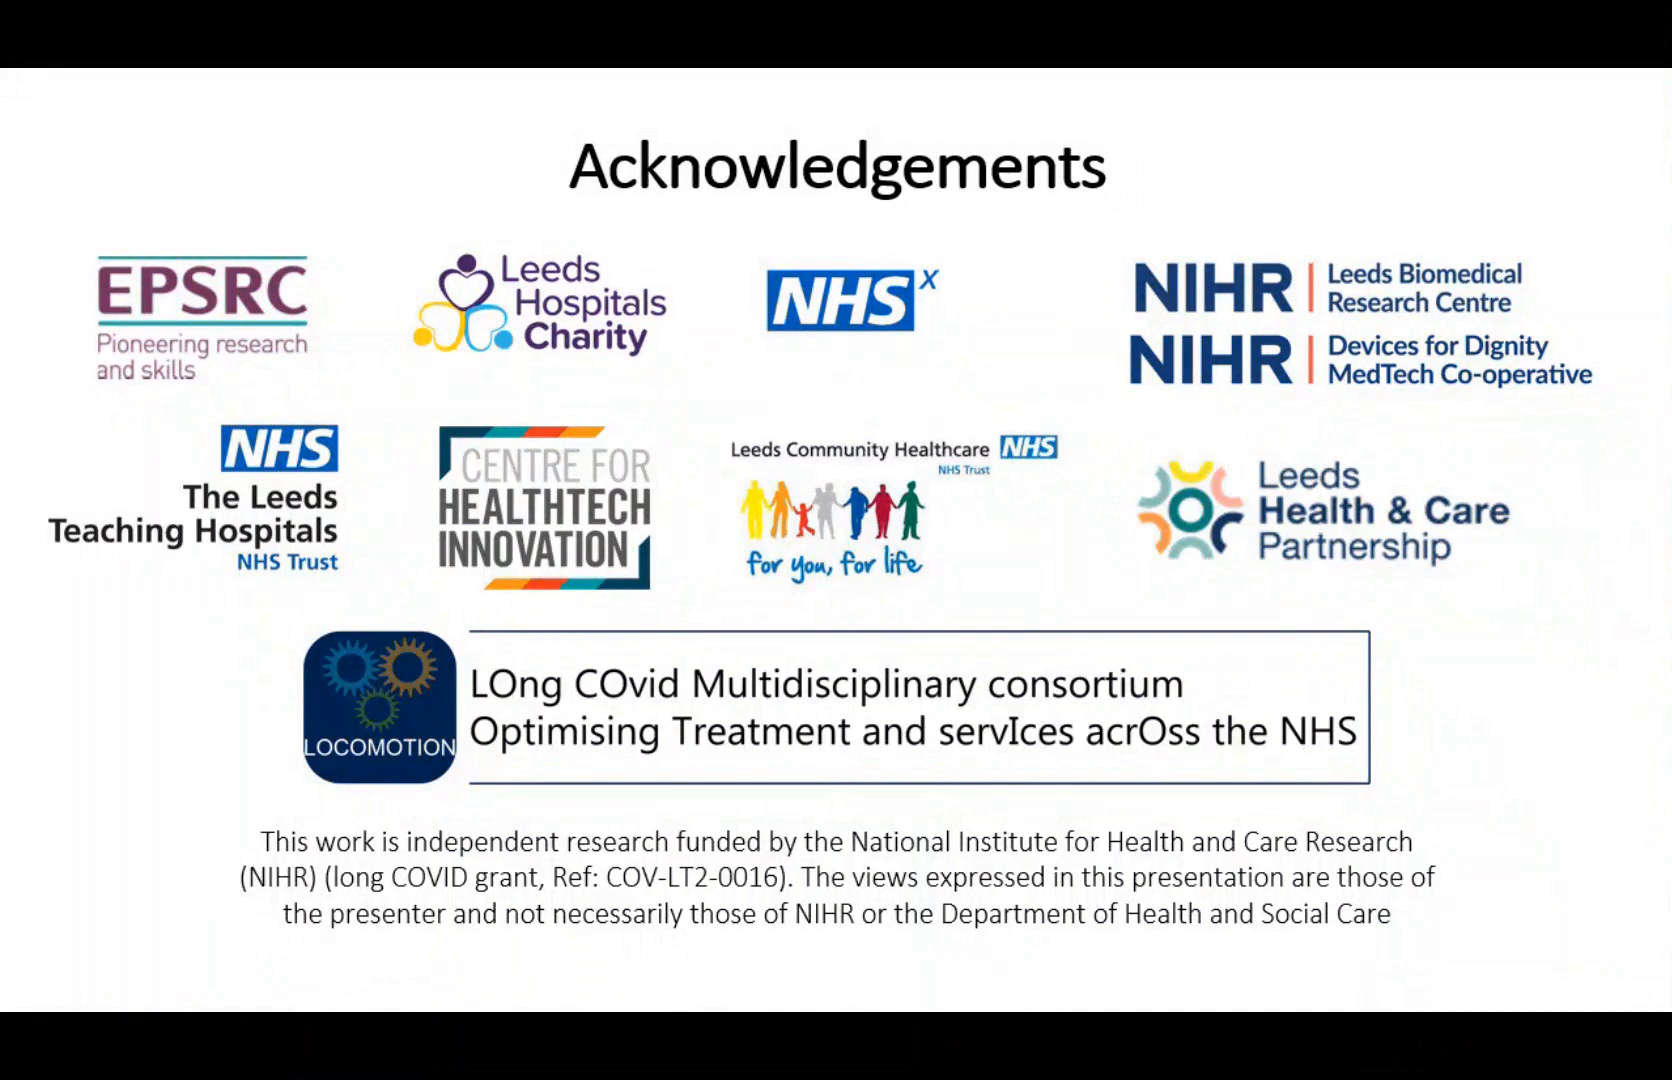 Acknowledgements
EPSRC
Pioneering research
and skills
Leeds
Hospitals
Charity
NHS x
NIHR | Leeds Biomedical
Research Centre
NIHR | Devices for Dignity
MedTech Co-operative
NHS
The Leeds
Teaching Hospitals
NHS Trust
CENTRE FOR
HEALTHTECH
INNOVATION
Leeds Community Healthcare NHS
NHS Trust
for you, for life
Leeds
Health & Care
Partnership
LOCOMOTION
LOng COvid Multidisciplinary consortium
Optimising Treatment and servIces acrOss the NHS
This work is independent research funded by the National Institute for Health and Care Research
(NIHR) (long COVID grant, Ref: COV-LT2-0016). The views expressed in this presentation are those of
the presenter and not necessarily those of NIHR or the Department of Health and Social Care